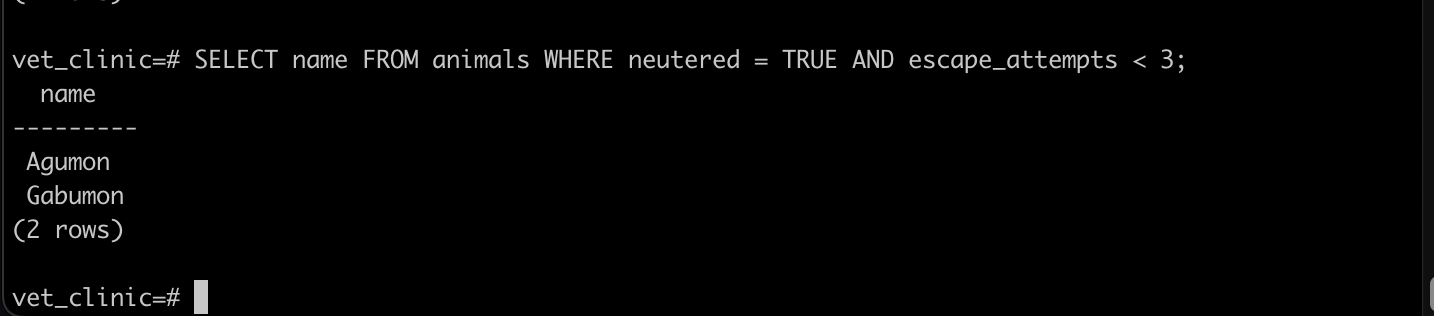 vet_clinic=# SELECT name FROM animals WHERE neutered = TRUE AND escape_attempts < 3;
  name
---------
 Agumon
 Gabumon
(2 rows)
vet_clinic=#